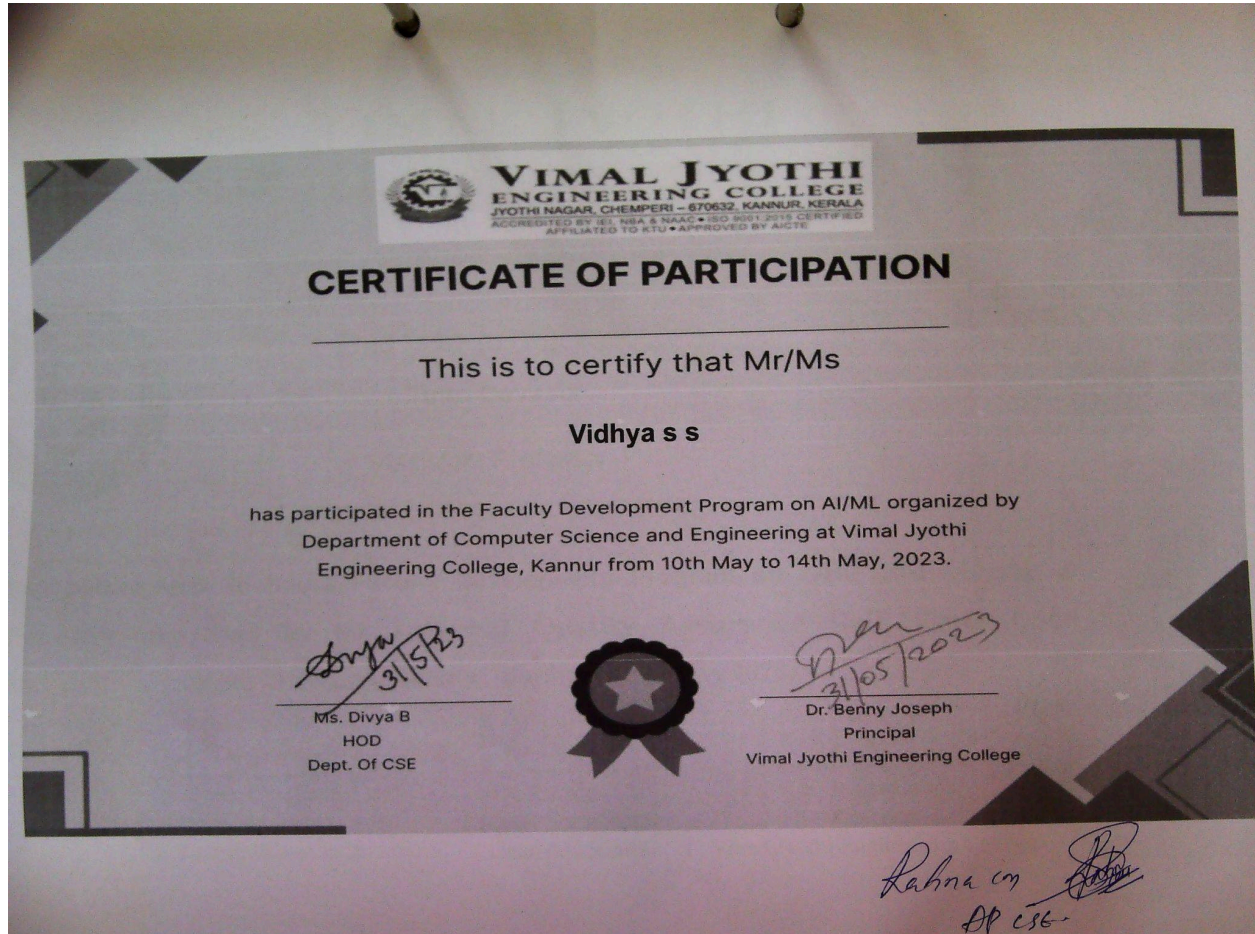 VIMAL JYOTHI
ENGINEERING COLLEGE
JYOTHI NAGAR, CHEMPERI – 670632, KANNUR, KERALA
ACCREDITED BY IEI, NBA & NAAC • ISO 9001:2015 CERTIFIED
AFFILIATED TO KTU • APPROVED BY AICTE
CERTIFICATE OF PARTICIPATION
This is to certify that Mr/Ms
Vidhya s s
has participated in the Faculty Development Program on AI/ML organized by
Department of Computer Science and Engineering at Vimal Jyothi
Engineering College, Kannur from 10th May to 14th May, 2023.
31/5/23
31/05/2023
Ms. Divya B
HOD
Dept. Of CSE
Dr. Benny Joseph
Principal
Vimal Jyothi Engineering College
AP CSE.